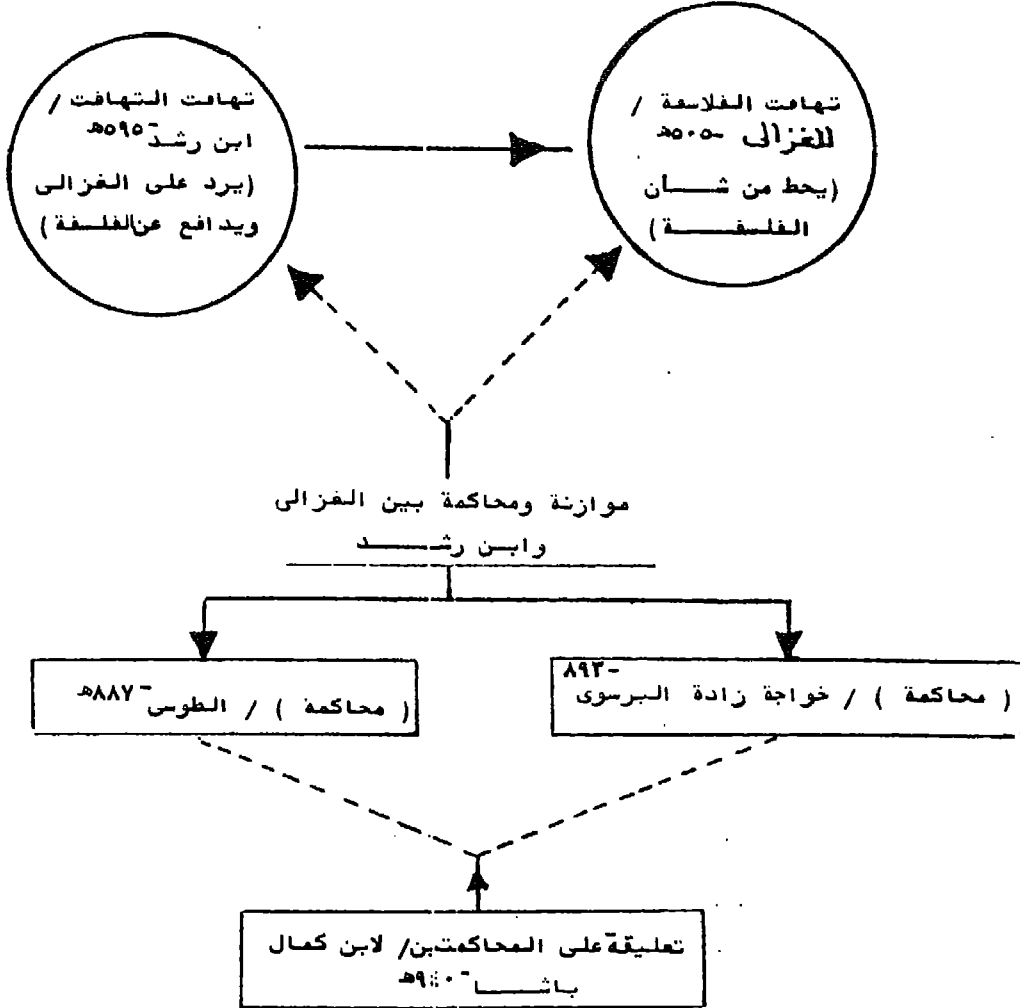 تهافت الفلاسفة /
للغزالى -٥٠٥هـ
(يحط من شأن
الفلسفة)
تهافت التهافت /
ابن رشد -٥٩٥هـ
(يرد على الغزالى
ويدافع عن الفلسفة)
موازنة ومحاكمة بين الغزالى
وابن رشد
-٨٩٣
( محاكمة ) / خواجة زادة البرسوى
( محاكمة ) / الطوسى -٨٨٧هـ
تعليقة على المحاكمتين/ لابن كمال
باشا -٩٤٠هـ